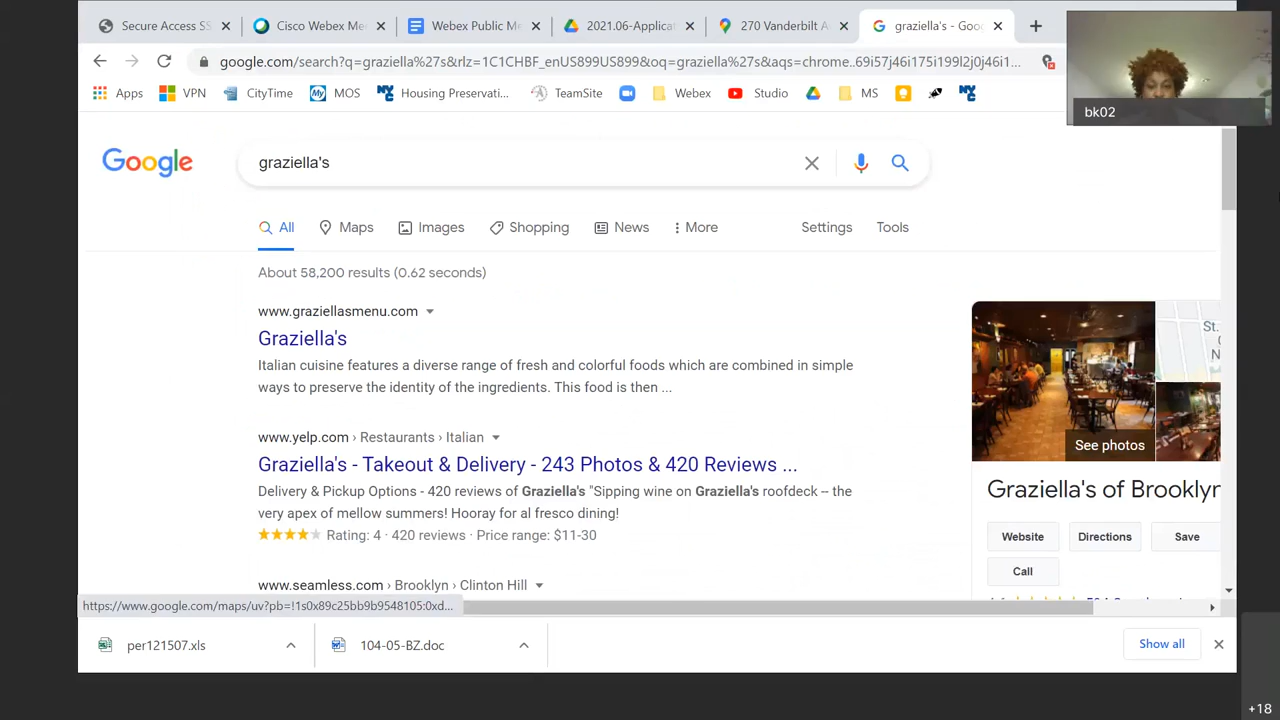 Secure Access SS
Cisco Webex Me
Webex Public Me
2021.06-Applicat
270 Vanderbilt A
graziella's - Goo
google.com/search?q=graziella%27s&rlz=1C1CHBF_enUS899US899&oq=graziella%27s&aqs=chrome..69i57j46i175i199l2j0j46i1...
Apps
VPN
CityTime
MOS
Housing Preservati...
TeamSite
Webex
Studio
MS
bk02
Google
graziella's
All
Maps
Images
Shopping
News
More
Settings
Tools
About 58,200 results (0.62 seconds)
www.graziellasmenu.com
Graziella's
Italian cuisine features a diverse range of fresh and colorful foods which are combined in simple
ways to preserve the identity of the ingredients. This food is then ...
www.yelp.com › Restaurants › Italian
Graziella's - Takeout & Delivery - 243 Photos & 420 Reviews ...
Delivery & Pickup Options - 420 reviews of Graziella's "Sipping wine on Graziella's roofdeck -- the
very apex of mellow summers! Hooray for al fresco dining!
Rating: 4 · 420 reviews · Price range: $11-30
www.seamless.com › Brooklyn › Clinton Hill
St.
See photos
Graziella's of Brooklyn
Website
Directions
Save
Call
https://www.google.com/maps/uv?pb=!1s0x89c25bb9b9548105:0xd...
per121507.xls
104-05-BZ.doc
Show all
+18